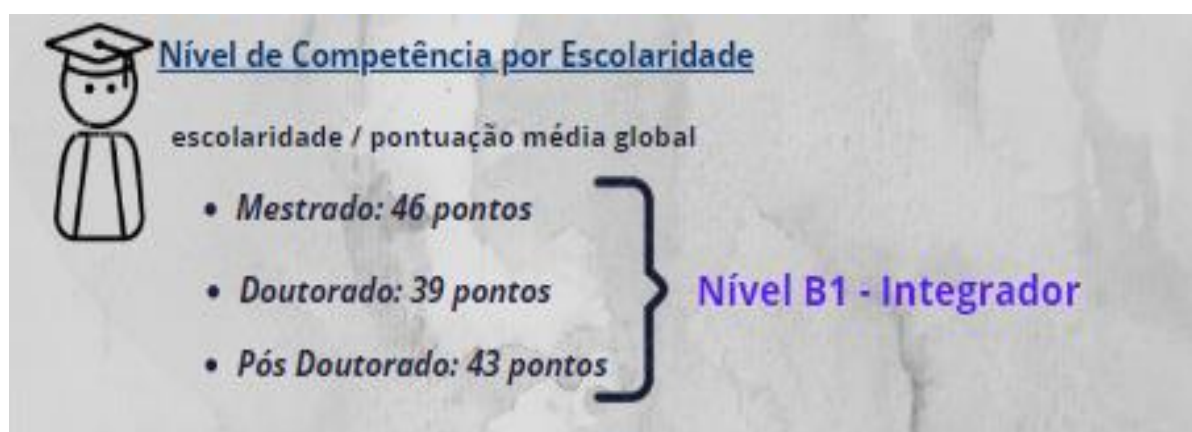 Nível de Competência por Escolaridade
escolaridade / pontuação média global
• Mestrado: 46 pontos
• Doutorado: 39 pontos
• Pós Doutorado: 43 pontos
Nível B1 - Integrador